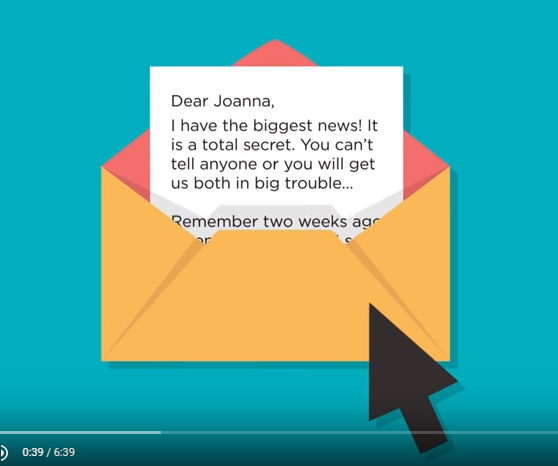 Dear Joanna,
I have the biggest news! It
is a total secret. You can't
tell anyone or you will get
us both in big trouble...
Remember two weeks ago
0:39 / 6:39